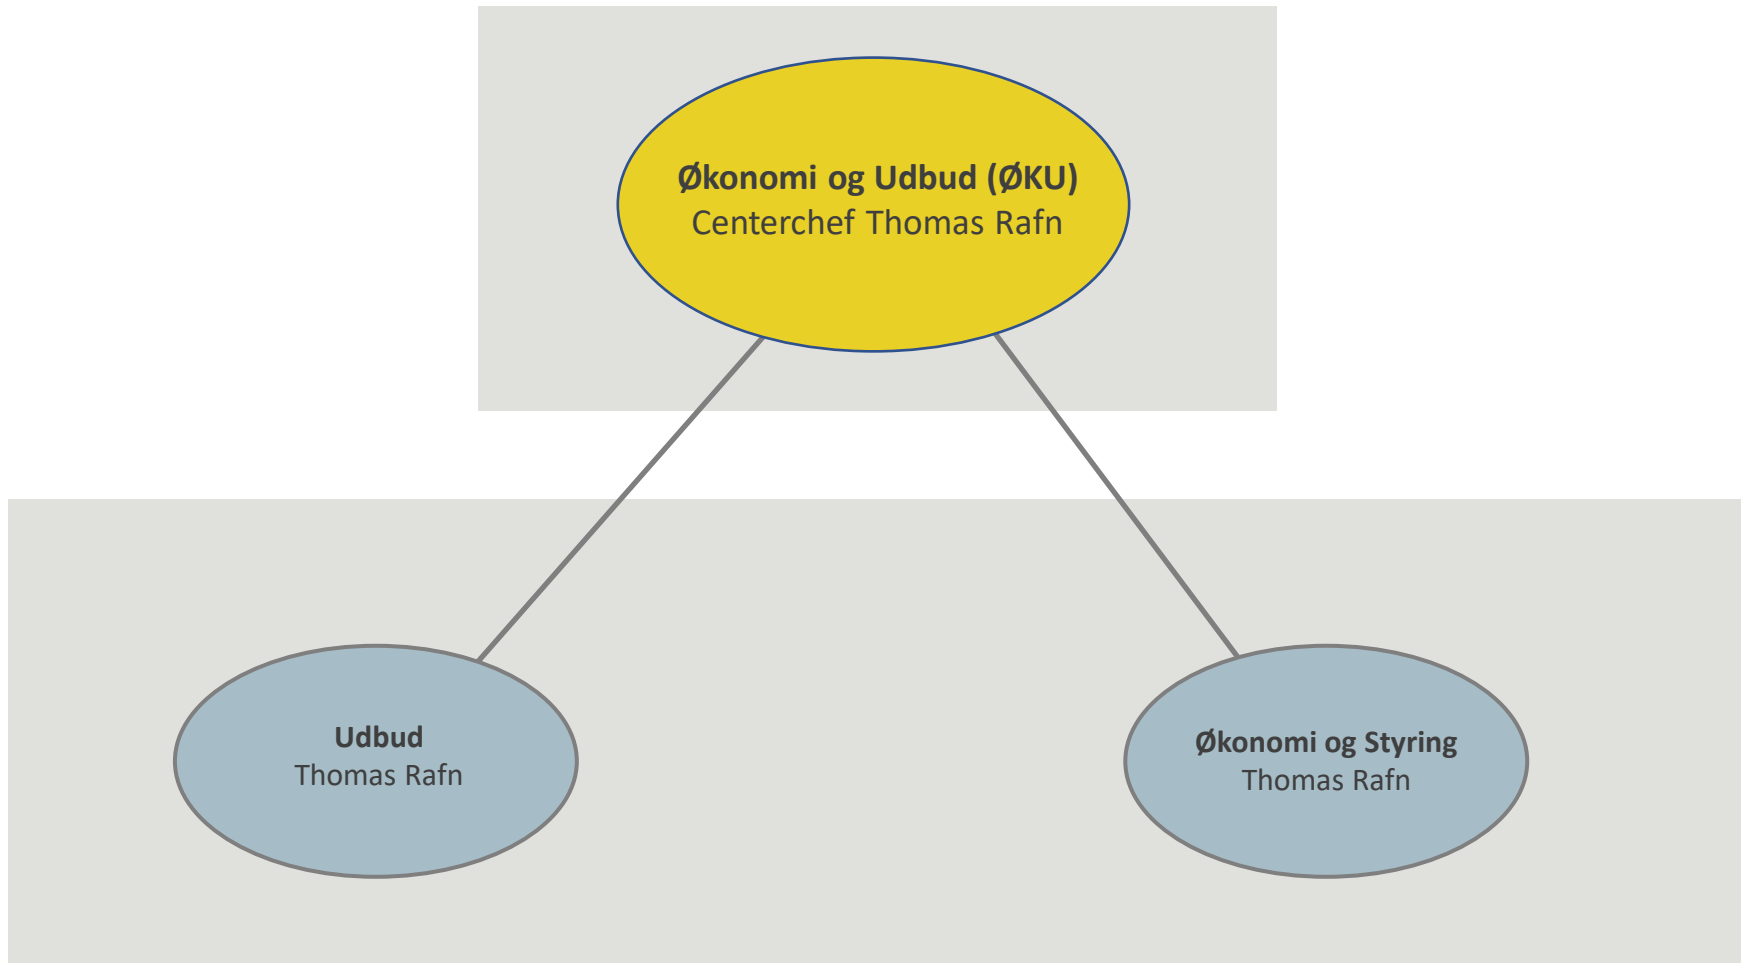 Økonomi og Udbud (ØKU)
Centerchef Thomas Rafn
Udbud
Thomas Rafn
Økonomi og Styring
Thomas Rafn